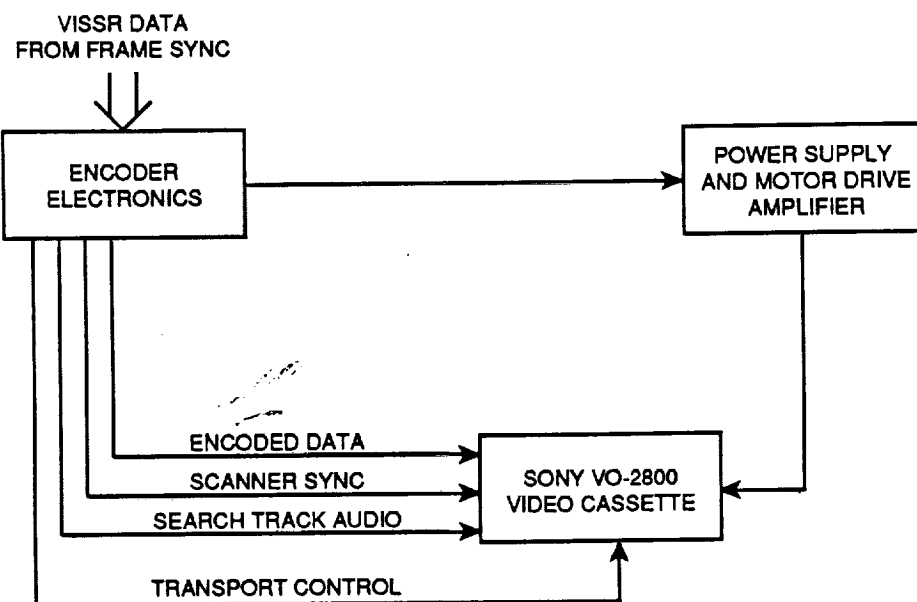 VISSR DATA
FROM FRAME SYNC
ENCODER
ELECTRONICS
POWER SUPPLY
AND MOTOR DRIVE
AMPLIFIER
ENCODED DATA
SCANNER SYNC
SEARCH TRACK AUDIO
SONY VO-2800
VIDEO CASSETTE
TRANSPORT CONTROL